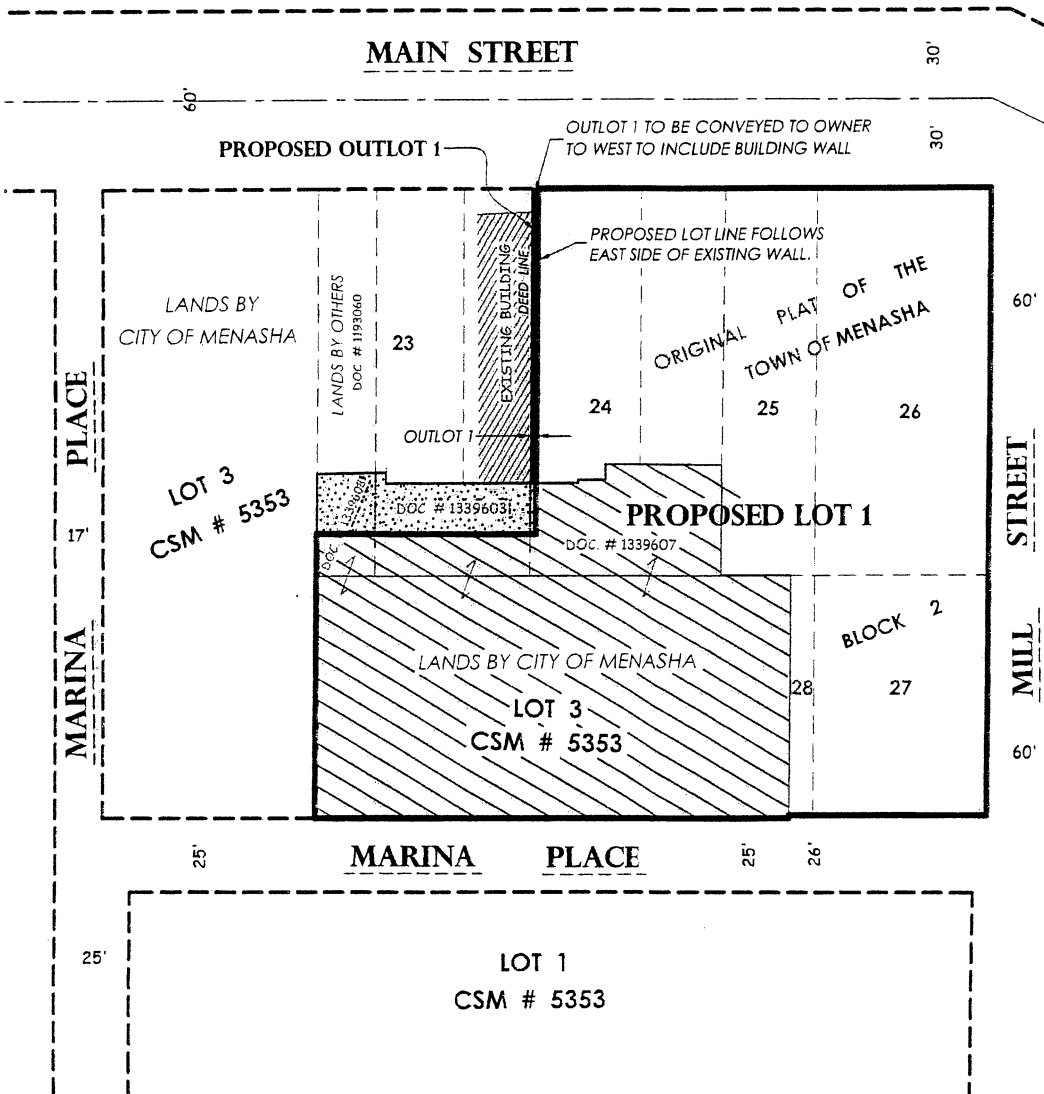 MAIN STREET
30'
60'
OUTLOT 1 TO BE CONVEYED TO OWNER
TO WEST TO INCLUDE BUILDING WALL
30'
PROPOSED OUTLOT 1
PROPOSED LOT LINE FOLLOWS
EAST SIDE OF EXISTING WALL.
LANDS BY
CITY OF MENASHA
LANDS BY OTHERS
DOC # 1193060
23
EXISTING BUILDING
DEED LINE
ORIGINAL PLAT OF THE
TOWN OF MENASHA
60'
24
25
26
OUTLOT 1
MARINA PLACE
17'
LOT 3
CSM # 5353
DOC # 1339603
PROPOSED LOT 1
DOC. # 1339607
DOC.
MILL STREET
BLOCK 2
LANDS BY CITY OF MENASHA
LOT 3
CSM # 5353
28
27
60'
25'
MARINA PLACE
25'
26'
25'
LOT 1
CSM # 5353